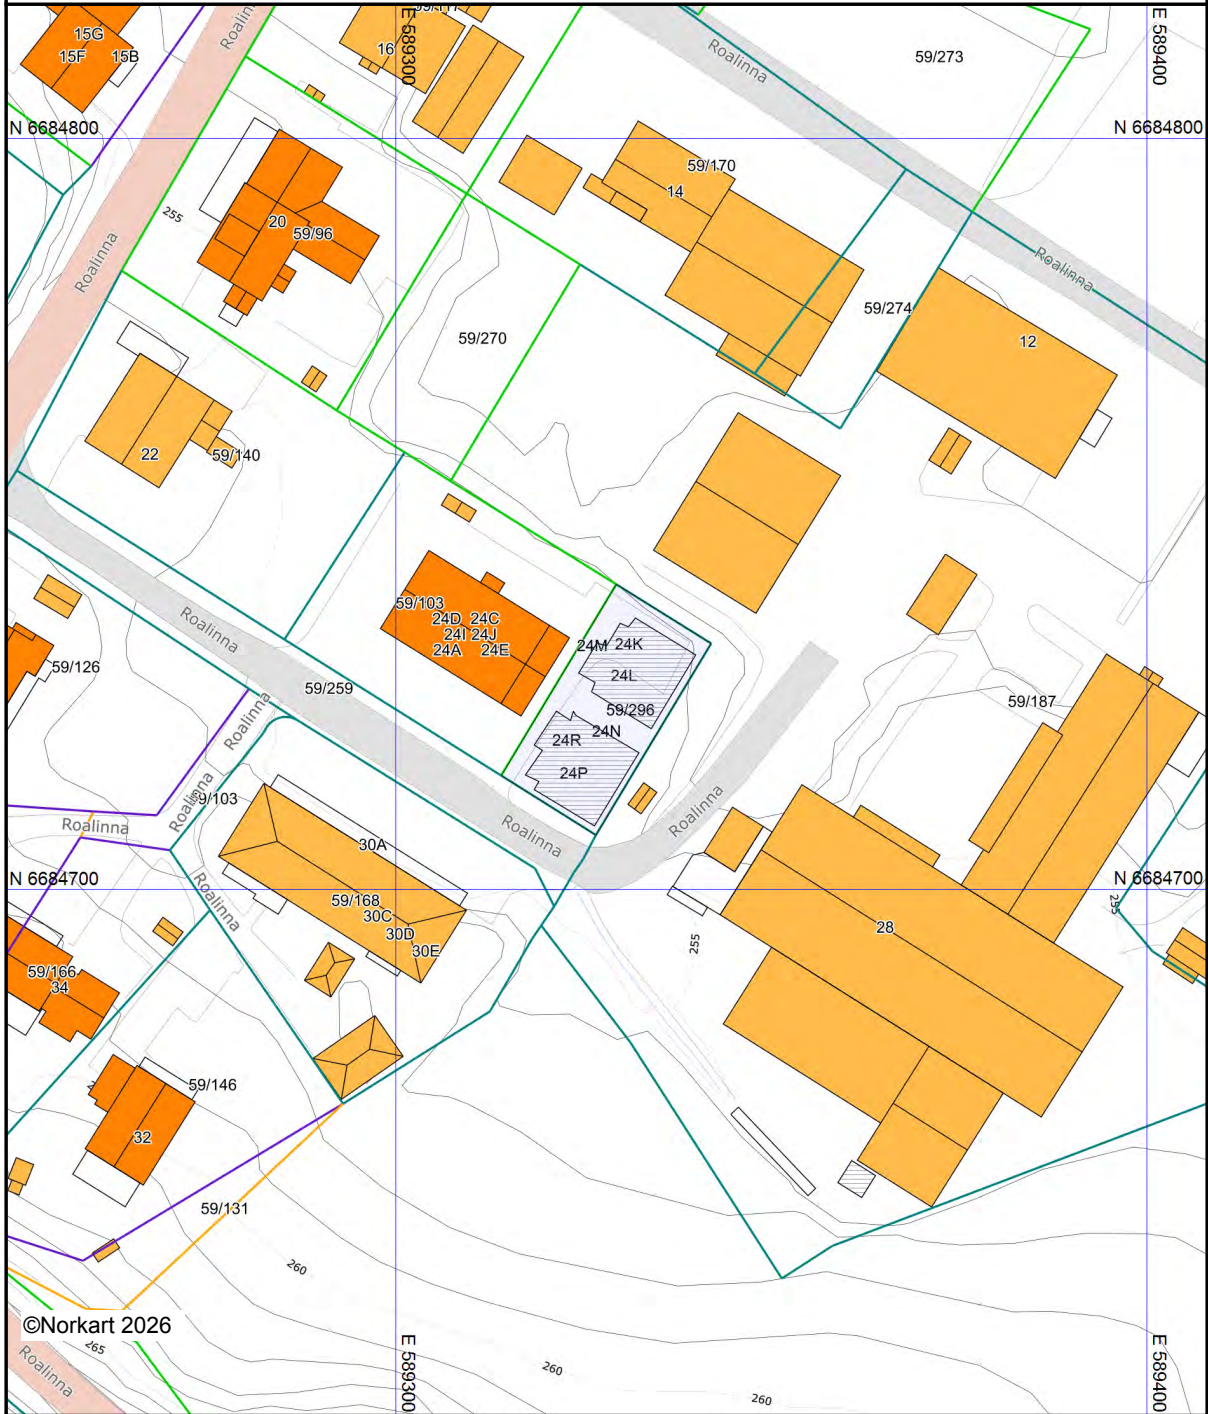 15G
15F
15B
Roalinna
59/117
16
E 589300
Roalinna
59/273
E 589400
N 6684800
N 6684800
59/170
14
255
20
59/96
Roalinna
Roalinna
59/274
59/270
12
22
59/140
59/103
24D
24C
24I
24J
24A
24E
24M
24K
24L
Roalinna
59/126
59/259
59/296
24N
24R
24P
59/187
Roalinna
Roalinna
59/103
Roalinna
Roalinna
Roalinna
30A
N 6684700
N 6684700
Roalinna
59/168
30C
30D
30E
255
255
28
59/166
34
59/146
32
59/131
260
©Norkart 2026
265
Roalinna
E 589300
260
260
E 589400